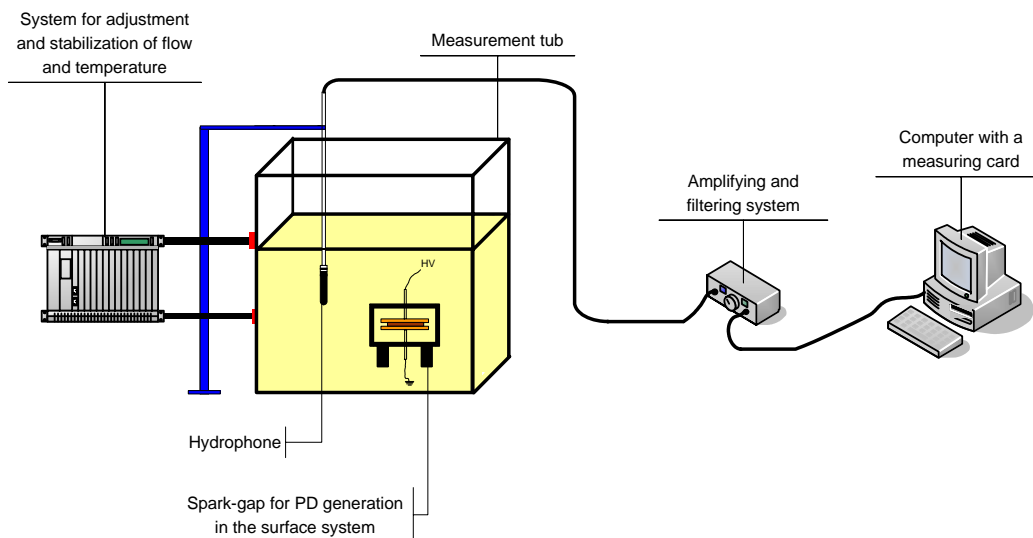 System for adjustment
and stabilization of flow
and temperature
Measurement tub
Computer with a
measuring card
Amplifying and
filtering system
HV
Hydrophone
Spark-gap for PD generation
in the surface system